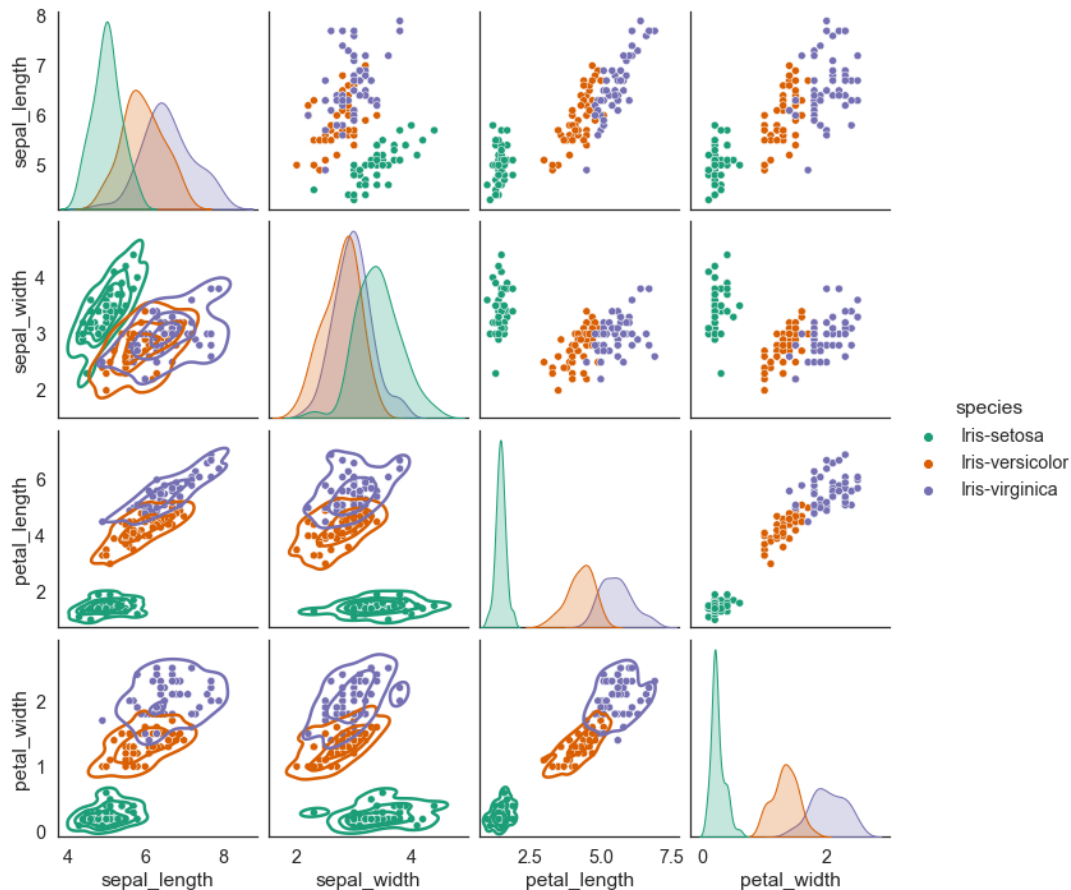 8
7
6
5
sepal_length
4
3
2
sepal_width
species
Iris-setosa
Iris-versicolor
Iris-virginica
6
4
2
petal_length
2
1
0
petal_width
4 6 8
2 4
2.5 5.0 7.5
0 2
sepal_length
sepal_width
petal_length
petal_width